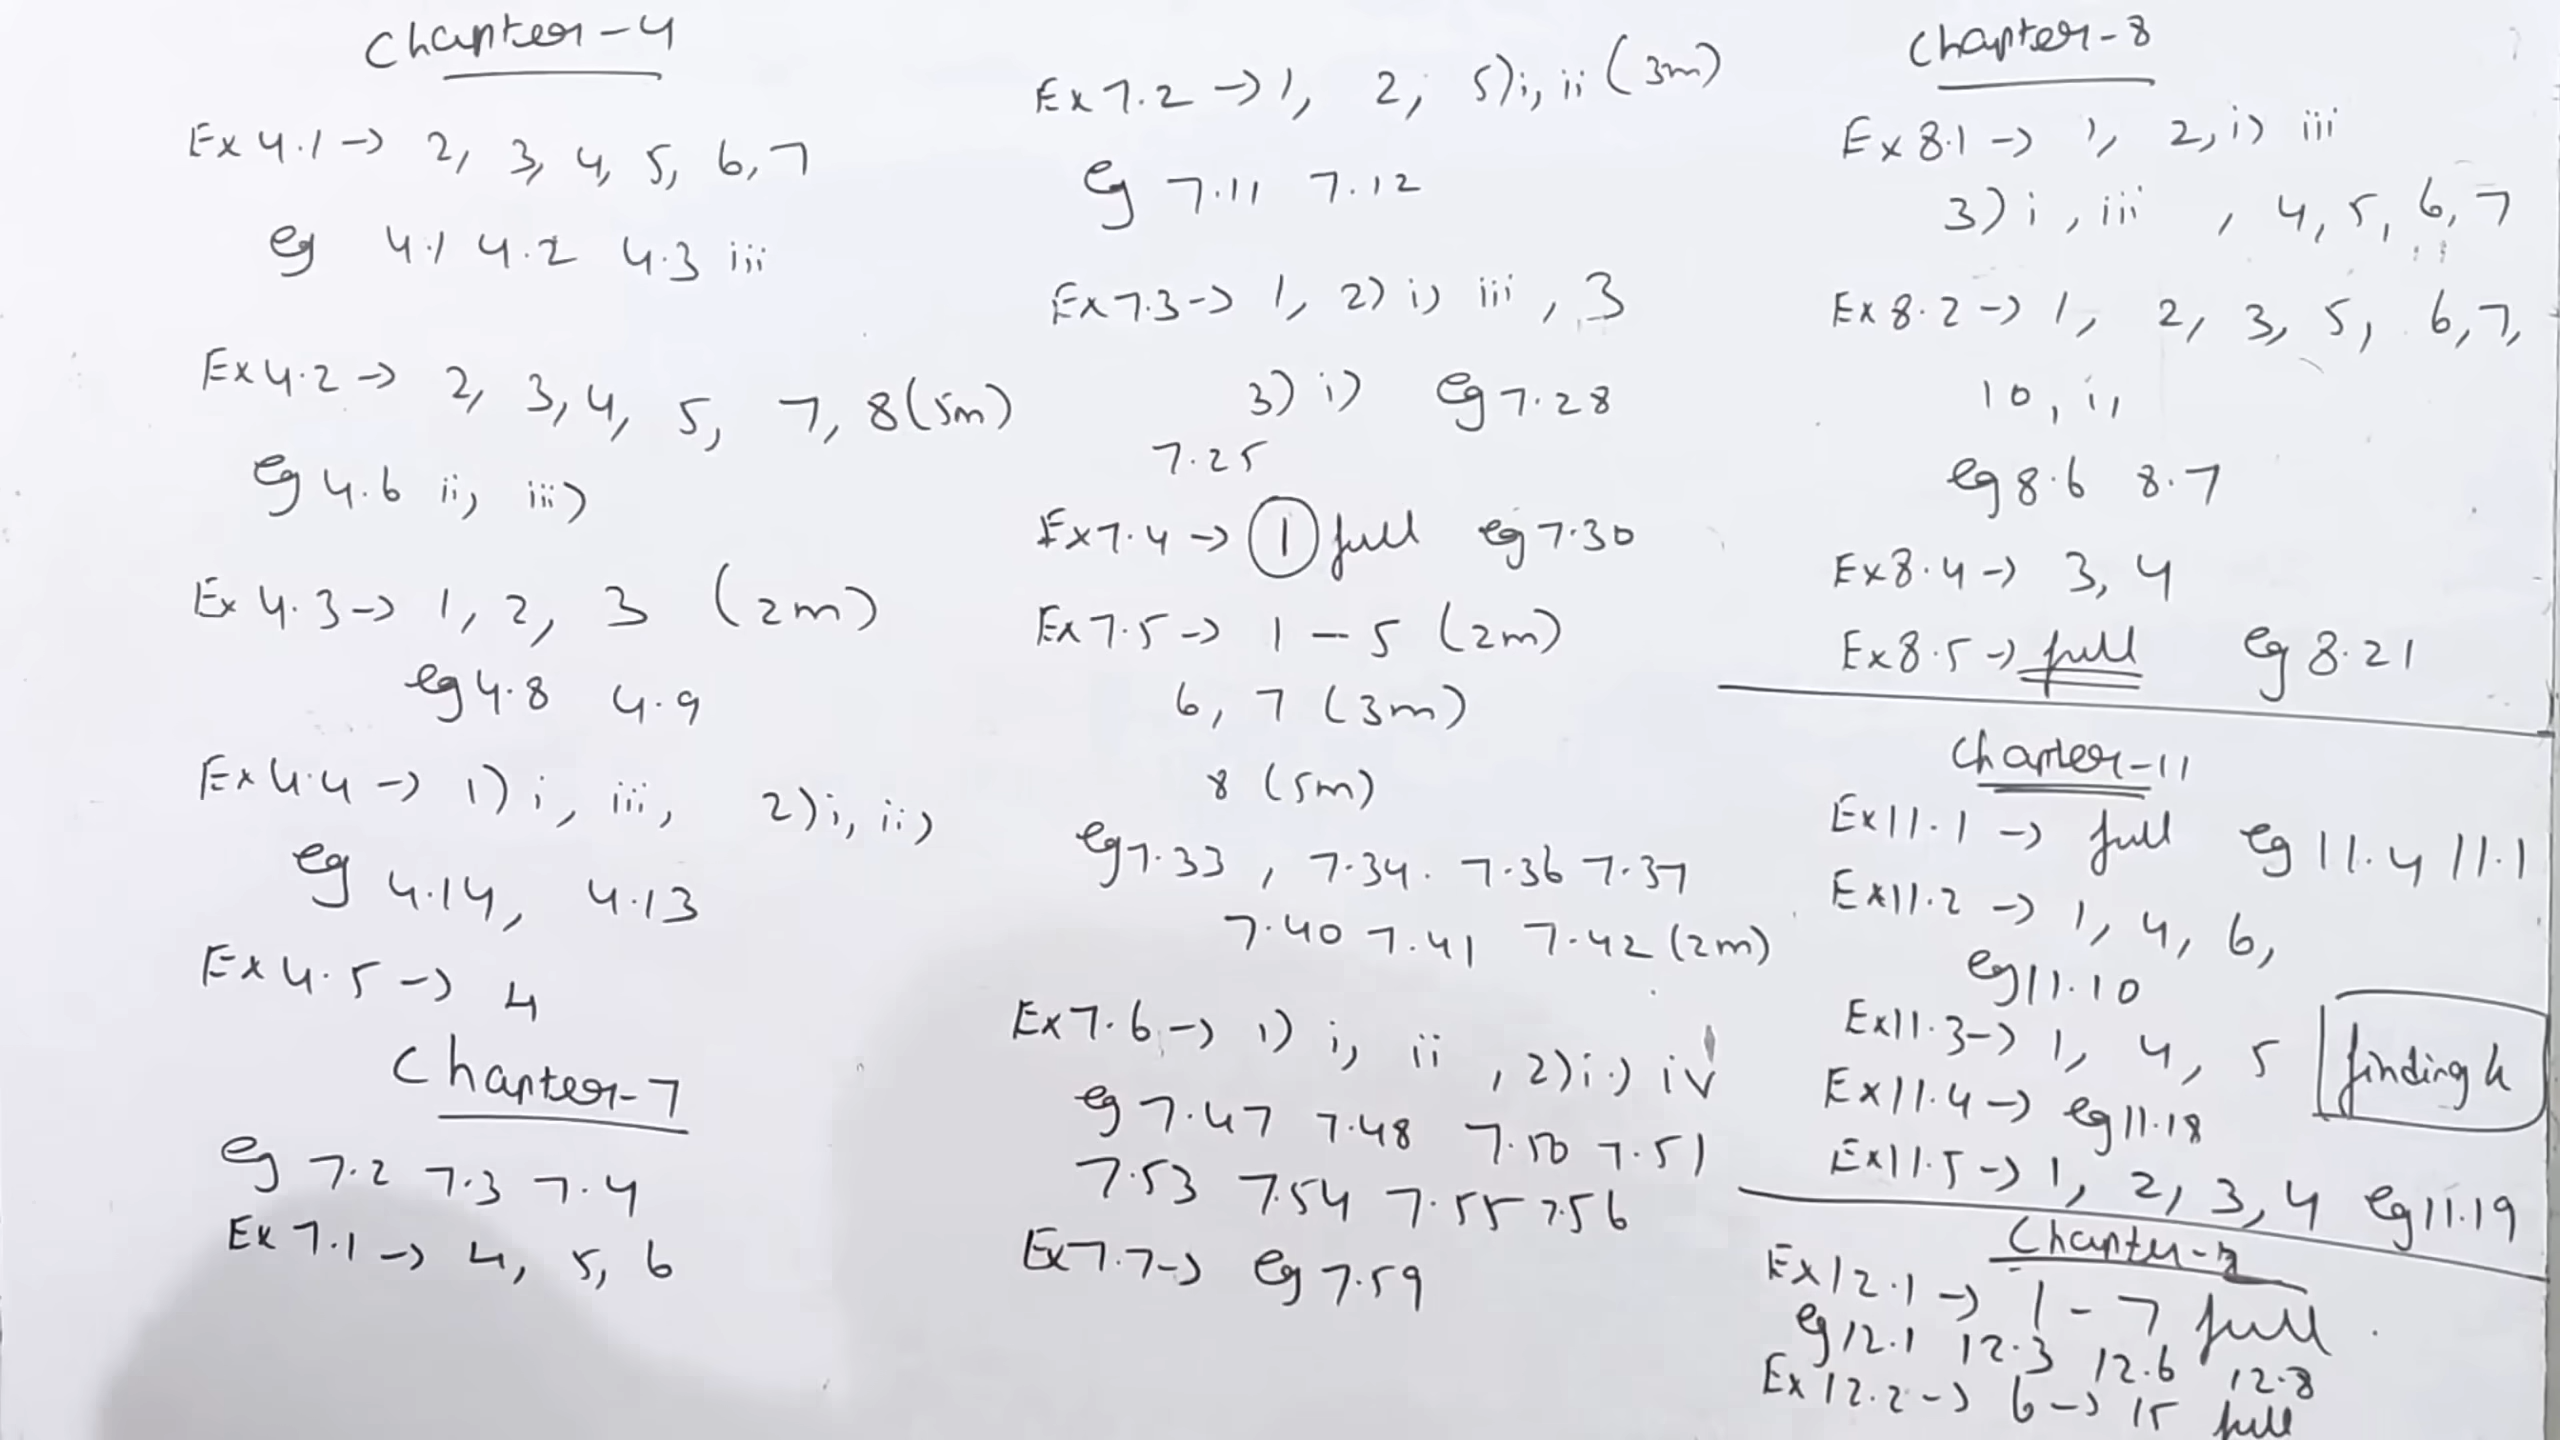 Chapter-4
Ex 4.1 -> 2, 3, 4, 5, 6, 7
eg 4.1 4.2 4.3 iii
Ex 4.2 -> 2, 3, 4, 5, 7, 8 (5m)
eg 4.6 ii, iii)
Ex 4.3 -> 1, 2, 3 (2m)
eg 4.8 4.9
Ex 4.4 -> 1) i, iii, 2) i, ii)
eg 4.14, 4.13
Ex 4.5 -> 4
Chapter-7
eg 7.2 7.3 7.4
Ex 7.1 -> 4, 5, 6
Ex 7.2 -> 1, 2, 5) i, ii (3m)
eg 7.11 7.12
Ex 7.3 -> 1, 2) i) iii, 3
3) i) eg 7.28
7.25
Ex 7.4 -> 1 full eg 7.30
Ex 7.5 -> 1 - 5 (2m)
6, 7 (3m)
8 (5m)
eg 7.33, 7.34. 7.36 7.37
7.40 7.41 7.42 (2m)
Ex 7.6 -> 1) i, ii, 2) i) iv
eg 7.47 7.48 7.50 7.51
7.53 7.54 7.55 7.56
Ex 7.7 -> eg 7.59
Chapter-8
Ex 8.1 -> 1, 2, i) iii
3) i, iii, 4, 5, 6, 7
Ex 8.2 -> 1, 2, 3, 5, 6, 7,
10, i,
eg 8.6 8.7
Ex 8.4 -> 3, 4
Ex 8.5 -> full eg 8.21
Chapter-11
Ex 11.1 -> full eg 11.4 11.1
Ex 11.2 -> 1, 4, 6,
eg 11.10
Ex 11.3 -> 1, 4, 5
finding k
Ex 11.4 -> eg 11.18
Ex 11.5 -> 1, 2, 3, 4 eg 11.19
Chapter-12
Ex 12.1 -> 1 - 7 full
eg 12.1 12.3 12.6 12.8
Ex 12.2 -> 6 -> 15 full